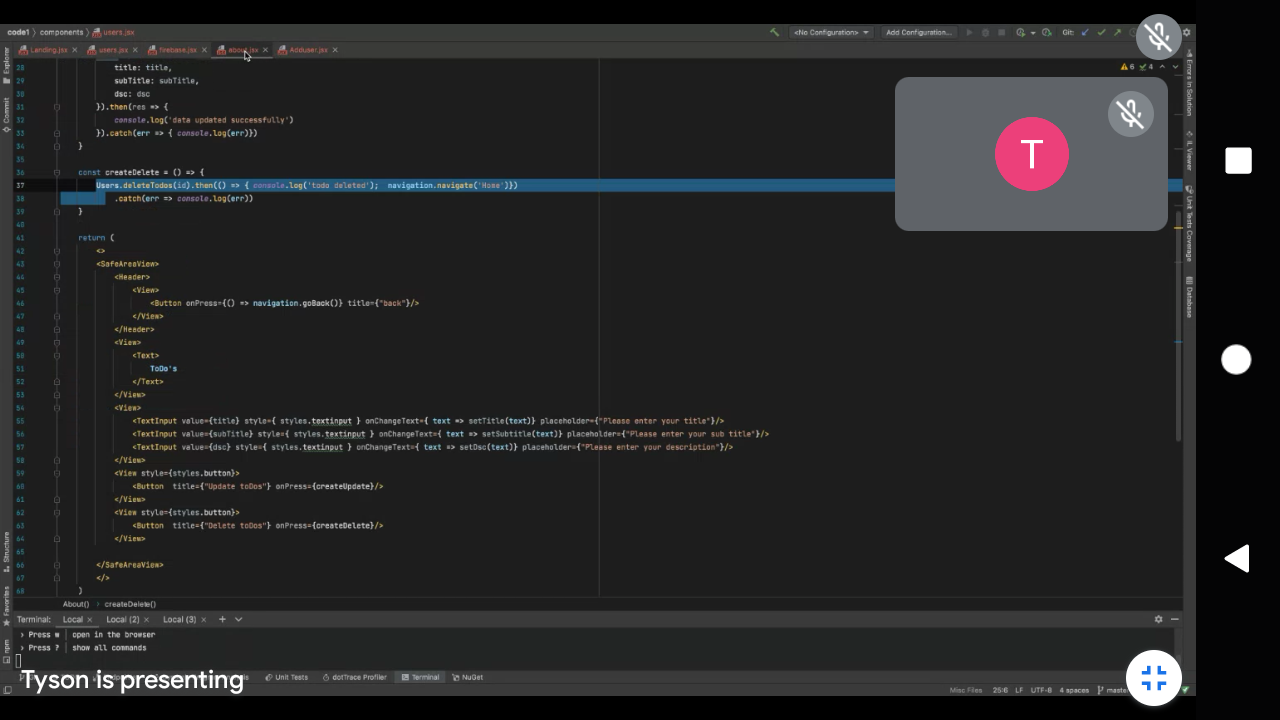 code1 › components › users.jsx
<No Configuration>
Add Configuration...
Git:
Landing.jsx
users.jsx
firebase.jsx
about.jsx
Adduser.jsx
Explorer
Commit
Structure
Favorites
npm
6 4
Errors In Solution
IL Viewer
Unit Tests Coverage
Database
T
28 title: title,
29 subTitle: subTitle,
30 dsc: dsc
31 }).then(res => {
32 console.log('data updated successfully')
33 }).catch(err => { console.log(err)})
34 }
35
36 const createDelete = () => {
37 Users.deleteTodos(id).then(() => { console.log('todo deleted'); navigation.navigate('Home')})
38 .catch(err => console.log(err))
39 }
40
41 return (
42 <>
43 <SafeAreaView>
44 <Header>
45 <View>
46 <Button onPress={() => navigation.goBack()} title={"back"}/>
47 </View>
48 </Header>
49 <View>
50 <Text>
51 ToDo's
52 </Text>
53 </View>
54 <View>
55 <TextInput value={title} style={ styles.textinput } onChangeText={ text => setTitle(text)} placeholder={"Please enter your title"}/>
56 <TextInput value={subTitle} style={ styles.textinput } onChangeText={ text => setSubtitle(text)} placeholder={"Please enter your sub title"}/>
57 <TextInput value={dsc} style={ styles.textinput } onChangeText={ text => setDsc(text)} placeholder={"Please enter your description"}/>
58 </View>
59 <View style={styles.button}>
60 <Button title={"Update toDos"} onPress={createUpdate}/>
61 </View>
62 <View style={styles.button}>
63 <Button title={"Delete toDos"} onPress={createDelete}/>
64 </View>
65
66 </SafeAreaView>
67 </>
68 )
About() › createDelete()
Terminal: Local × Local (2) × Local (3) × +
› Press w | open in the browser
› Press ? | show all commands
Tyson is presenting
Unit Tests
dotTrace Profiler
Terminal
NuGet
Misc Files 25:6 LF UTF-8 4 spaces